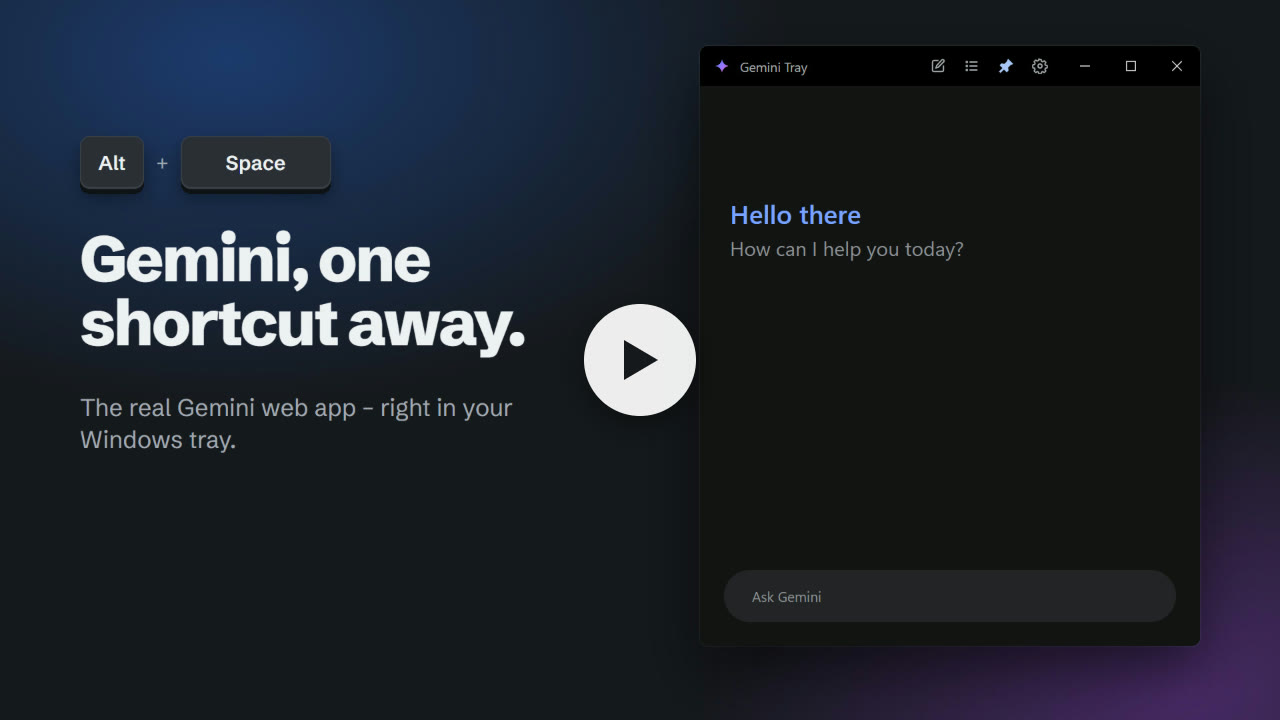 Alt + Space
Gemini, one
shortcut away.
The real Gemini web app – right in your
Windows tray.
Gemini Tray
Hello there
How can I help you today?
Ask Gemini